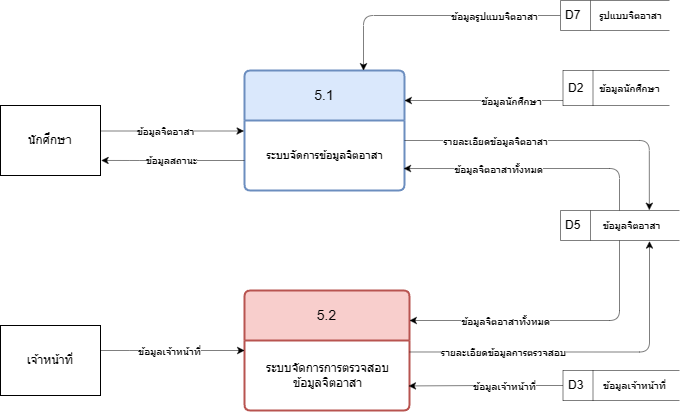 ข้อมูลรูปแบบจิตอาสา
D7
รูปแบบจิตอาสา
5.1
D2
ข้อมูลนักศึกษา
ข้อมูลนักศึกษา
นักศึกษา
ข้อมูลจิตอาสา
รายละเอียดข้อมูลจิตอาสา
ระบบจัดการข้อมูลจิตอาสา
ข้อมูลสถานะ
ข้อมูลจิตอาสาทั้งหมด
D5
ข้อมูลจิตอาสา
5.2
ข้อมูลจิตอาสาทั้งหมด
เจ้าหน้าที่
ข้อมูลเจ้าหน้าที่
รายละเอียดข้อมูลการตรวจสอบ
ระบบจัดการการตรวจสอบ
ข้อมูลจิตอาสา
ข้อมูลเจ้าหน้าที่
D3
ข้อมูลเจ้าหน้าที่